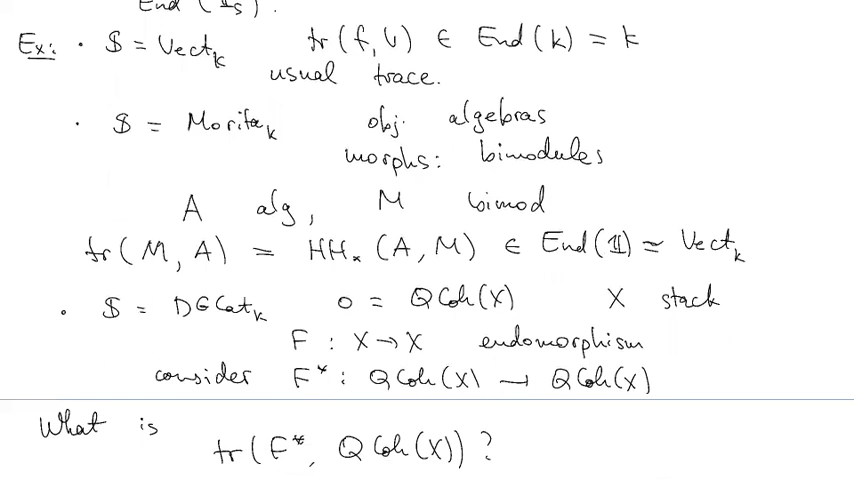 End (𝟙_S).
Ex: • $ = Vect_k tr(f, V) ∈ End(k) = k
usual trace.
• $ = Morita_k obj. algebras
morphs: bimodules
A alg, M bimod
tr(M, A) = HH_*(A, M) ∈ End(𝟙) ≃ Vect_k
• $ = DGCat_k o = QCoh(X) X stack
F : X → X endomorphism
consider F^* : QCoh(X) → QCoh(X)
What is
tr(F^*, QCoh(X))?